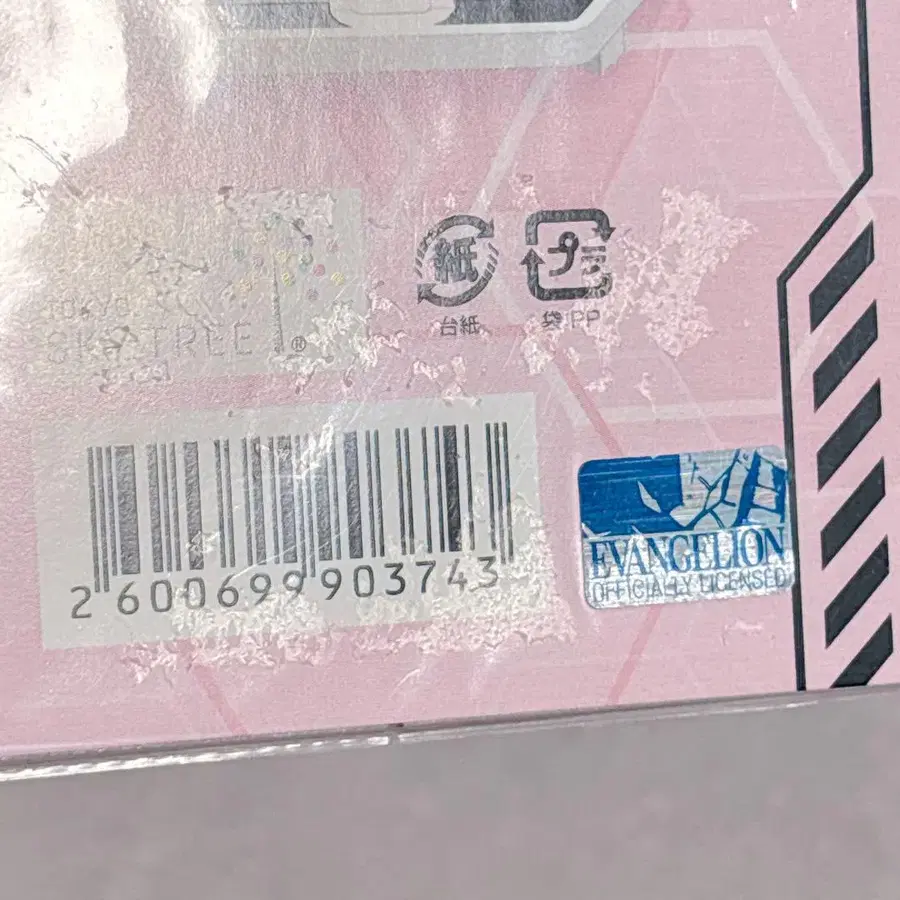 TOKYO
SKYTREE®
紙
プラ
台紙
袋:PP
2 600699 903743
EVANGELION
OFFICIALLY LICENSED